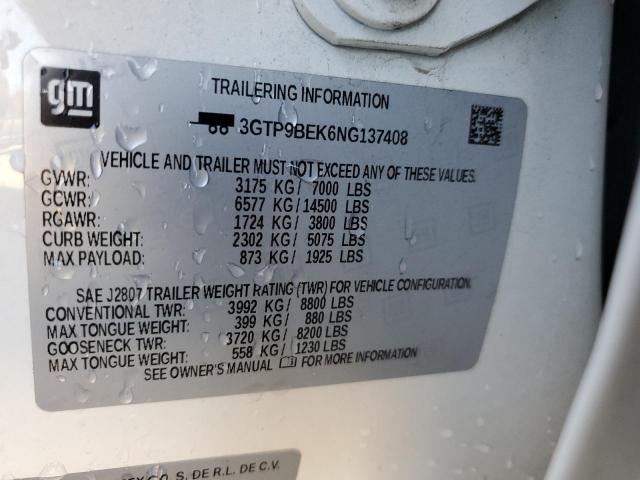 gm
TRAILERING INFORMATION
3GTP9BEK6NG137408
VEHICLE AND TRAILER MUST NOT EXCEED ANY OF THESE VALUES.
GVWR: 3175 KG/ 7000 LBS
GCWR: 6577 KG/14500 LBS
RGAWR: 1724 KG/ 3800 LBS
CURB WEIGHT: 2302 KG/ 5075 LBS
MAX PAYLOAD: 873 KG/ 1925 LBS
SAE J2807 TRAILER WEIGHT RATING (TWR) FOR VEHICLE CONFIGURATION.
CONVENTIONAL TWR: 3992 KG/ 8800 LBS
MAX TONGUE WEIGHT: 399 KG/ 880 LBS
GOOSENECK TWR: 3720 KG/ 8200 LBS
MAX TONGUE WEIGHT: 558 KG/ 1230 LBS
SEE OWNER'S MANUAL FOR MORE INFORMATION
S. DE R.L. DE C.V.